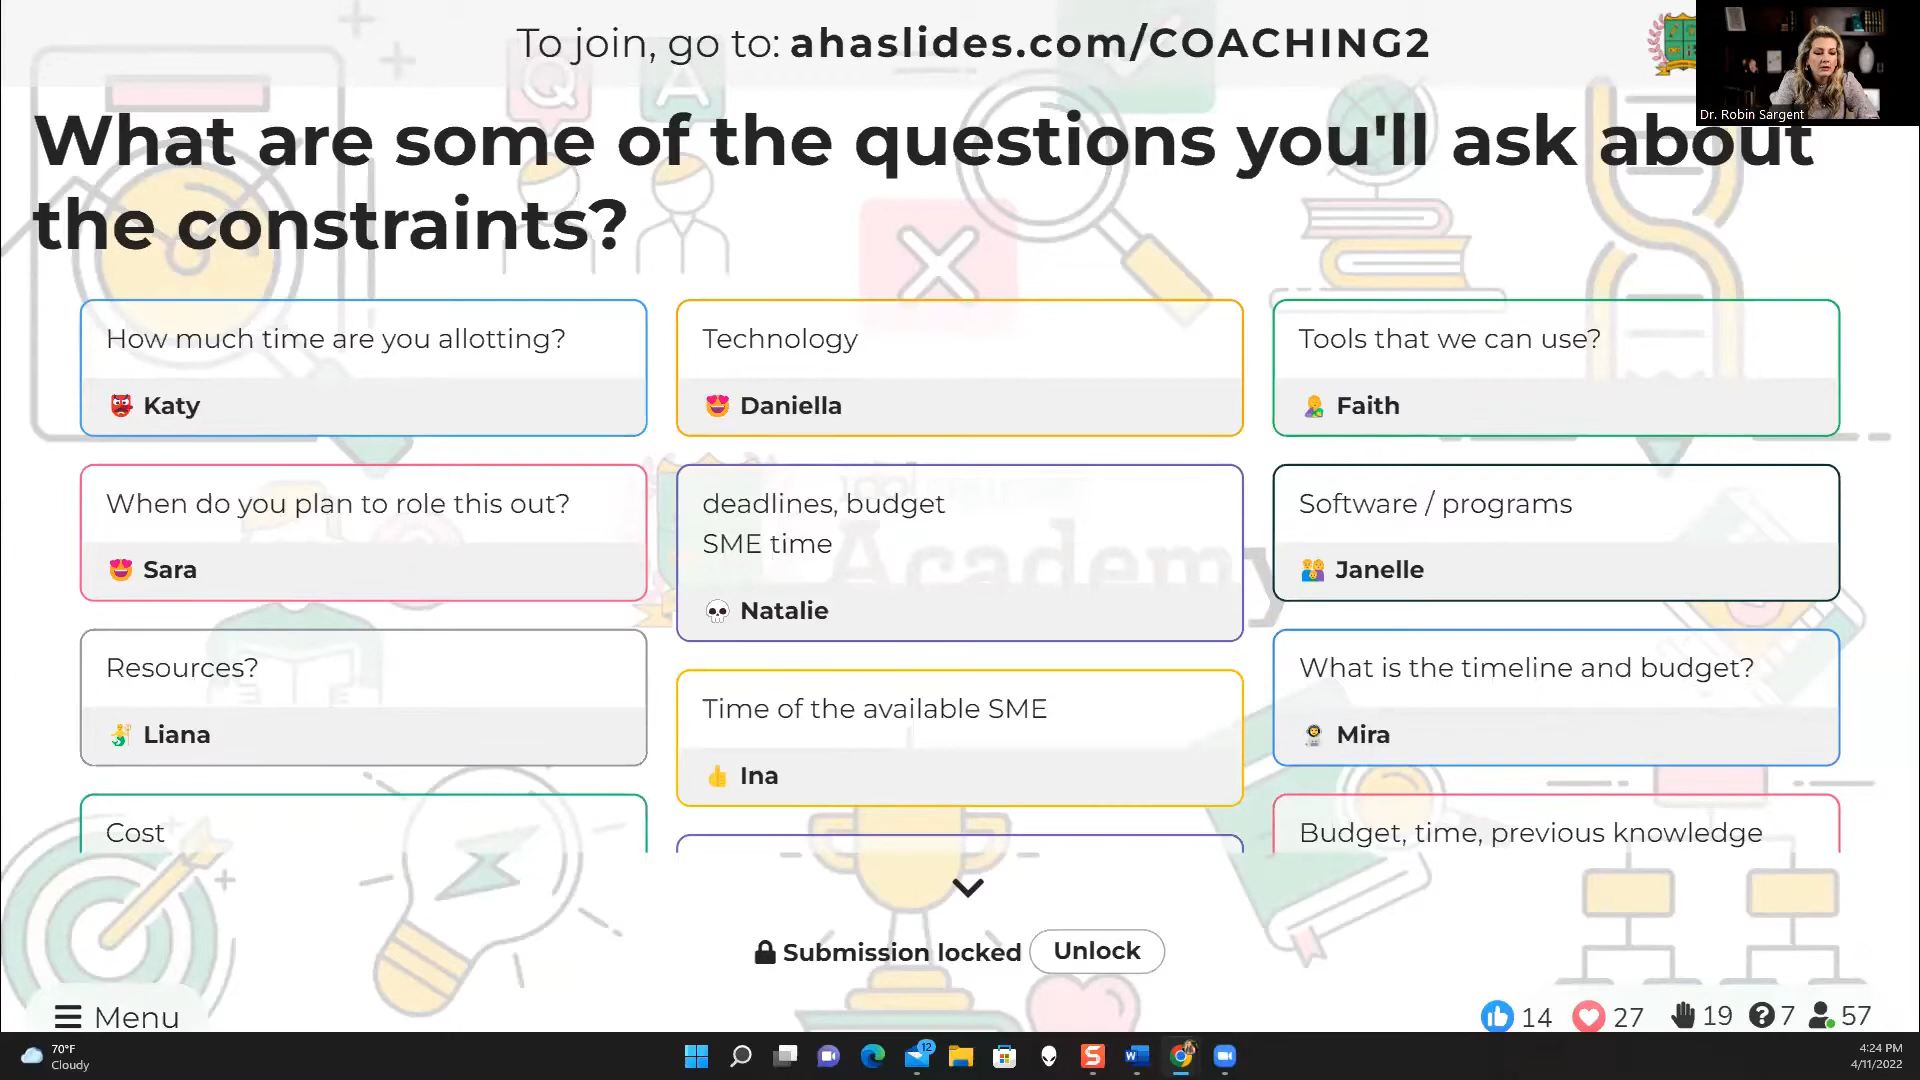 To join, go to: ahaslides.com/COACHING2
Dr. Robin Sargent
What are some of the questions you'll ask about
the constraints?
How much time are you allotting?
Katy
Technology
Daniella
Tools that we can use?
Faith
When do you plan to role this out?
Sara
deadlines, budget
SME time
Natalie
Software / programs
Janelle
Resources?
Liana
Time of the available SME
Ina
What is the timeline and budget?
Mira
Cost
Budget, time, previous knowledge
Q A
Academy
Submission locked Unlock
Menu
14 27 19 7 57
70°F
Cloudy
12
4:24 PM
4/11/2022